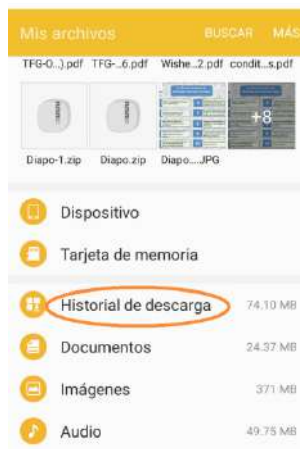 Mis archivos BUSCAR MÁS
TFG-O...).pdf TFG-...6.pdf Wishe...2.pdf condit...s.pdf
+8
Diapo-1.zip Diapo.zip Diapo....JPG
Dispositivo
Tarjeta de memoria
Historial de descarga 74.10 MB
Documentos 24.37 MB
Imágenes 371 MB
Audio 49.75 MB